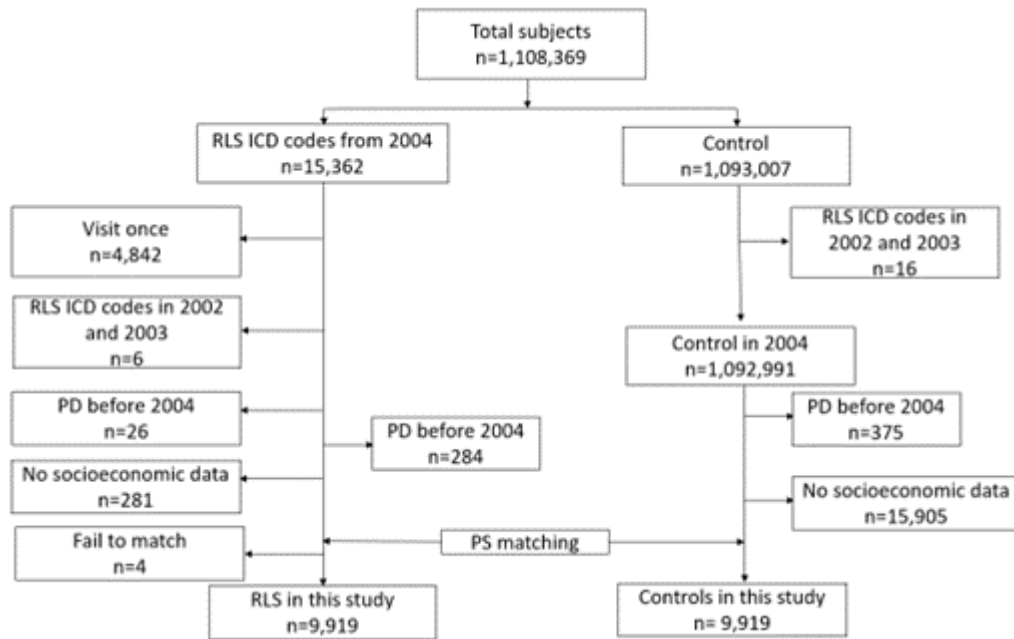 Total subjects
n=1,108,369
RLS ICD codes from 2004
n=15,362
Control
n=1,093,007
Visit once
n=4,842
RLS ICD codes in
2002 and 2003
n=16
RLS ICD codes in 2002
and 2003
n=6
Control in 2004
n=1,092,991
PD before 2004
n=26
PD before 2004
n=284
PD before 2004
n=375
No socioeconomic data
n=281
No socioeconomic data
n=15,905
Fail to match
n=4
PS matching
RLS in this study
n=9,919
Controls in this study
n= 9,919